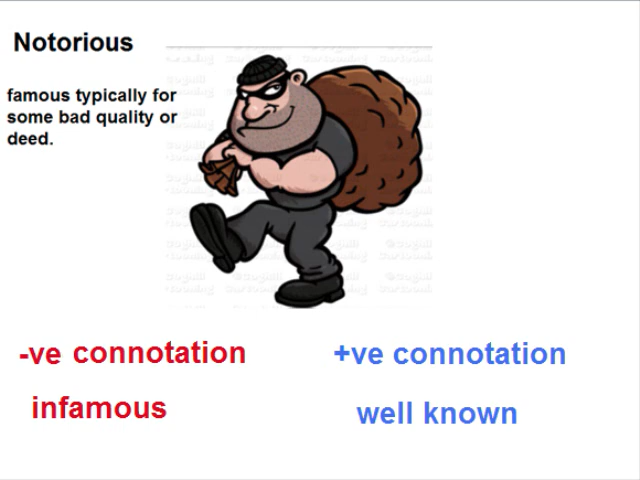 Notorious
famous typically for
some bad quality or
deed.
-ve connotation
+ve connotation
infamous
well known